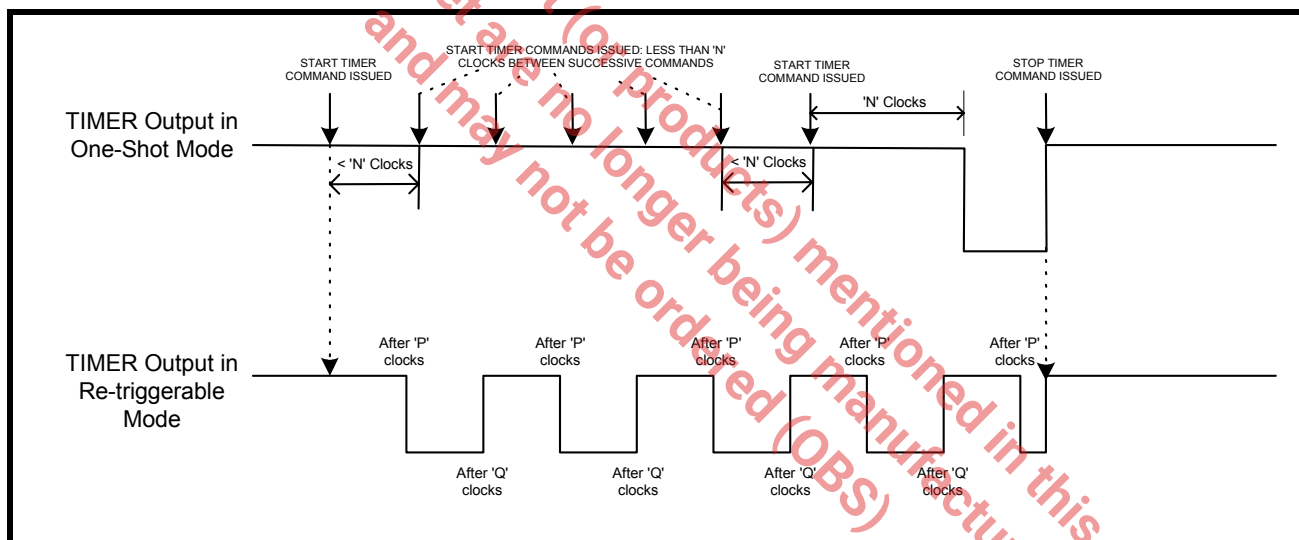 START TIMER
COMMAND ISSUED
START TIMER COMMANDS ISSUED: LESS THAN 'N'
CLOCKS BETWEEN SUCCESSIVE COMMANDS
START TIMER
COMMAND ISSUED
STOP TIMER
COMMAND ISSUED
TIMER Output in
One-Shot Mode
< 'N' Clocks
< 'N' Clocks
'N' Clocks
TIMER Output in
Re-triggerable
Mode
After 'P'
clocks
After 'P'
clocks
After 'P'
clocks
After 'P'
clocks
After 'P'
clocks
After 'Q'
clocks
After 'Q'
clocks
After 'Q'
clocks
After 'Q'
clocks
(or products) mentioned in this
are no longer being
and may not be ordered (OBS)